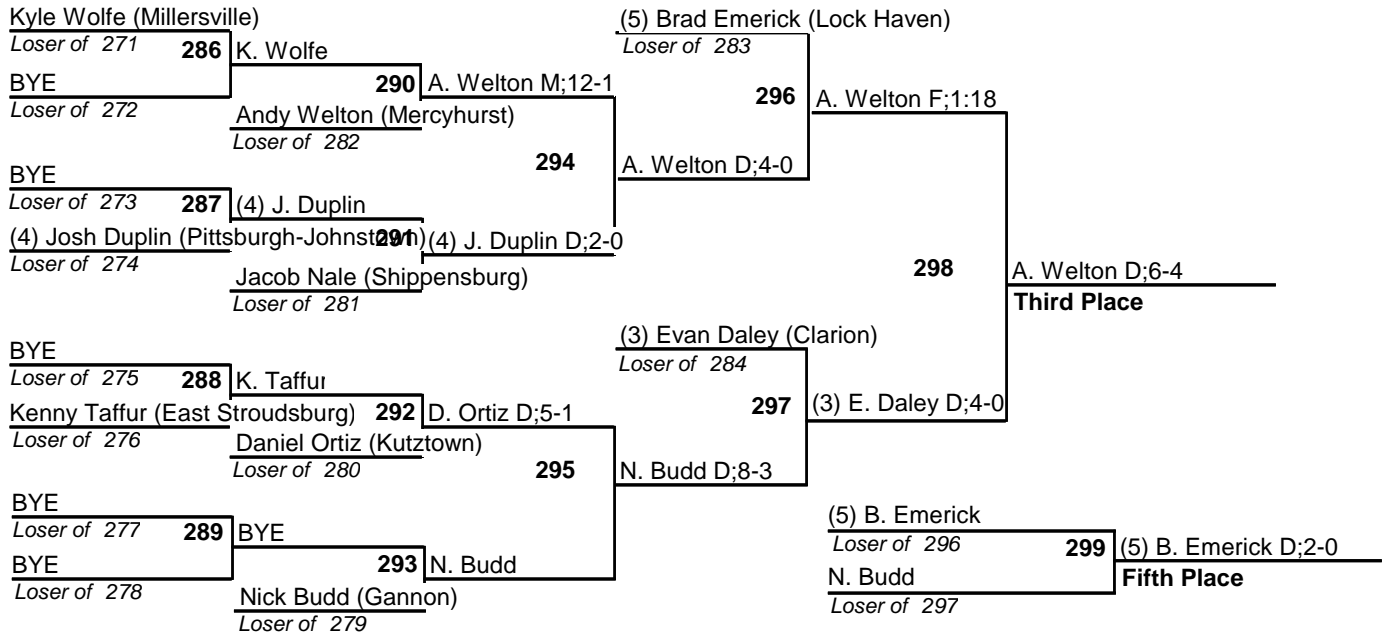 Kyle Wolfe (Millersville)
Loser of 271
286
K. Wolfe
BYE
Loser of 272
290
A. Welton M;12-1
Andy Welton (Mercyhurst)
Loser of 282
BYE
Loser of 273
287
(4) J. Duplin
(4) Josh Duplin (Pittsburgh-Johnstown)
Loser of 274
291
(4) J. Duplin D;2-0
Jacob Nale (Shippensburg)
Loser of 281
294
A. Welton D;4-0
(5) Brad Emerick (Lock Haven)
Loser of 283
296
A. Welton F;1:18
BYE
Loser of 275
288
K. Taffur
Kenny Taffur (East Stroudsburg)
Loser of 276
292
D. Ortiz D;5-1
Daniel Ortiz (Kutztown)
Loser of 280
BYE
Loser of 277
289
BYE
BYE
Loser of 278
293
N. Budd
Nick Budd (Gannon)
Loser of 279
295
N. Budd D;8-3
(3) Evan Daley (Clarion)
Loser of 284
297
(3) E. Daley D;4-0
298
A. Welton D;6-4
Third Place
(5) B. Emerick
Loser of 296
299
(5) B. Emerick D;2-0
N. Budd
Loser of 297
Fifth Place